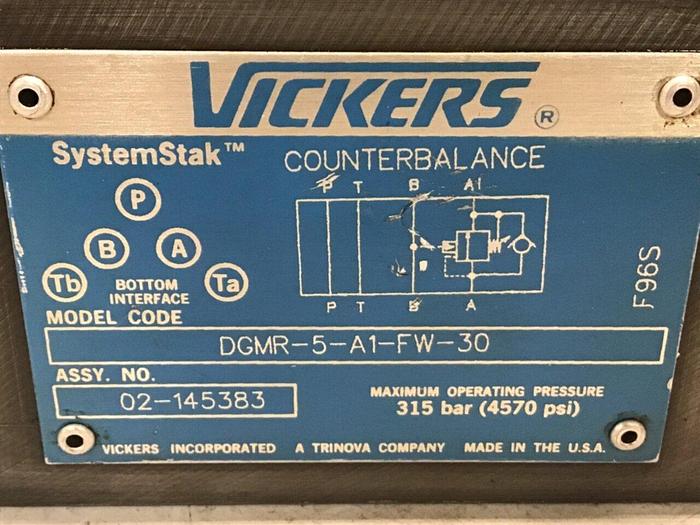 VICKERS ®
SystemStak™
COUNTERBALANCE
P T B A1
P
B A
Tb Ta
BOTTOM
INTERFACE
P T B A
F96S
MODEL CODE
DGMR-5-A1-FW-30
ASSY. NO.
02-145383
MAXIMUM OPERATING PRESSURE
315 bar (4570 psi)
VICKERS INCORPORATED A TRINOVA COMPANY MADE IN THE U.S.A.